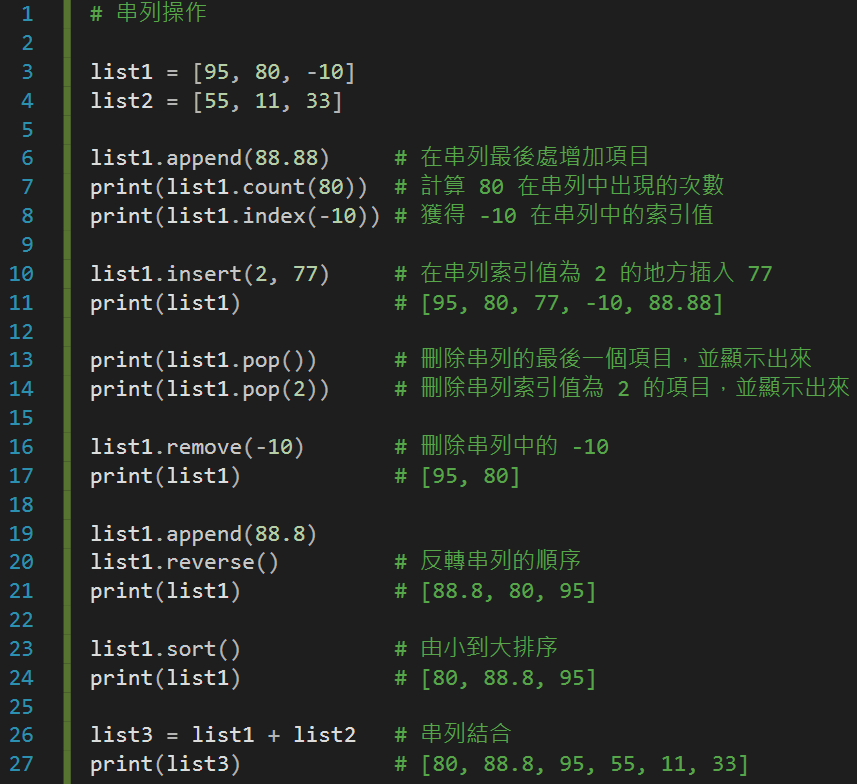 1 # 串列操作
2
3 list1 = [95, 80, -10]
4 list2 = [55, 11, 33]
5
6 list1.append(88.88)     # 在串列最後處增加項目
7 print(list1.count(80))  # 計算 80 在串列中出現的次數
8 print(list1.index(-10)) # 獲得 -10 在串列中的索引值
9
10 list1.insert(2, 77)     # 在串列索引值為 2 的地方插入 77
11 print(list1)            # [95, 80, 77, -10, 88.88]
12
13 print(list1.pop())      # 刪除串列的最後一個項目，並顯示出來
14 print(list1.pop(2))     # 刪除串列索引值為 2 的項目，並顯示出來
15
16 list1.remove(-10)       # 刪除串列中的 -10
17 print(list1)            # [95, 80]
18
19 list1.append(88.8)
20 list1.reverse()         # 反轉串列的順序
21 print(list1)            # [88.8, 80, 95]
22
23 list1.sort()            # 由小到大排序
24 print(list1)            # [80, 88.8, 95]
25
26 list3 = list1 + list2   # 串列結合
27 print(list3)            # [80, 88.8, 95, 55, 11, 33]